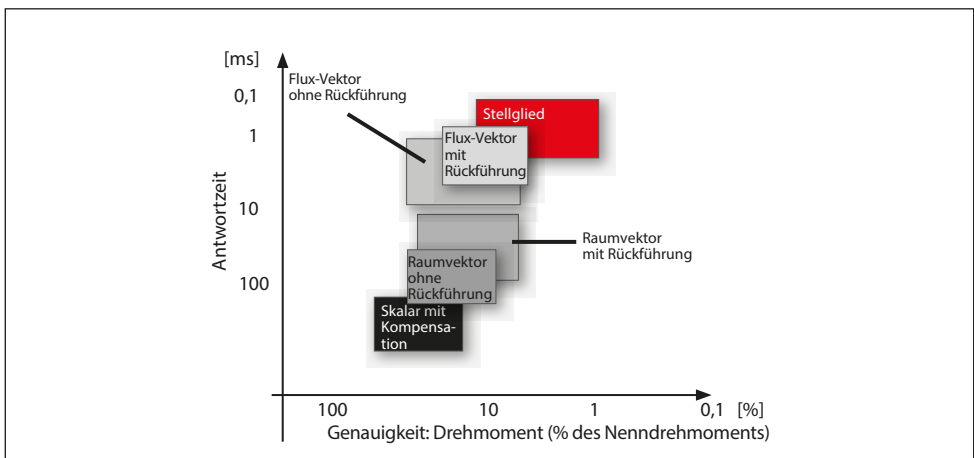 [ms]
Flux-Vektor
ohne Rückführung
0,1
Stellglied
1
Flux-Vektor
mit
Rückführung
10
Antwortzeit
Raumvektor
mit Rückführung
Raumvektor
ohne
Rückführung
100
Skalar mit
Kompensa-
tion
100
10
1
0,1
[%]
Genauigkeit: Drehmoment (% des Nenndrehmoments)